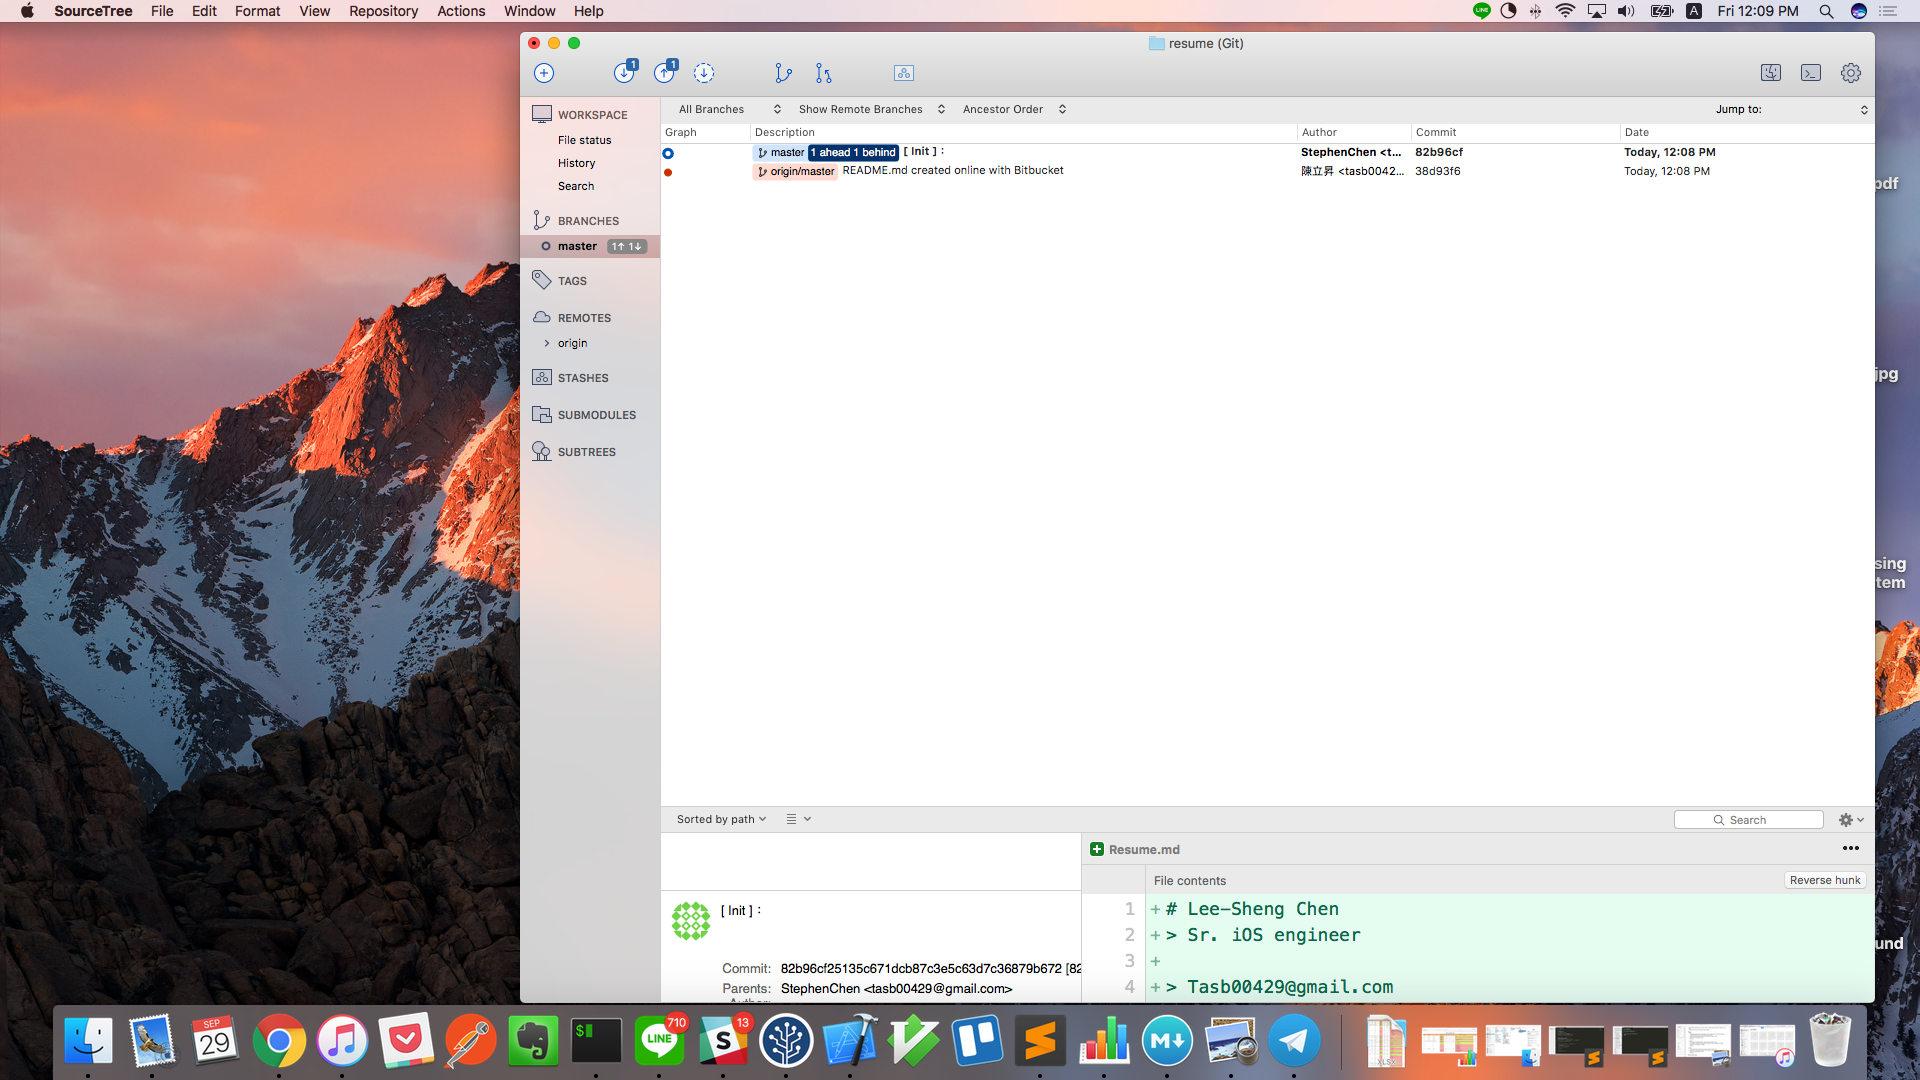 SourceTree File Edit Format View Repository Actions Window Help
LINE A Fri 12:09 PM
resume (Git)
1 1
All Branches Show Remote Branches Ancestor Order Jump to:
Graph Description Author Commit Date
master 1 ahead 1 behind [ Init ] : StephenChen <t... 82b96cf Today, 12:08 PM
origin/master README.md created online with Bitbucket 陳立昇 <tasb0042... 38d93f6 Today, 12:08 PM
WORKSPACE
File status
History
Search
BRANCHES
master 1↑ 1↓
TAGS
REMOTES
origin
STASHES
SUBMODULES
SUBTREES
pdf
jpg
sing
tem
und
Sorted by path Search
Resume.md
File contents Reverse hunk
1 +# Lee-Sheng Chen
2 +> Sr. iOS engineer
3 +
4 +> Tasb00429@gmail.com
[ Init ] :
Commit: 82b96cf25135c671dcb87c3e5c63d7c36879b672 [82
Parents: StephenChen <tasb00429@gmail.com>
SEP
29
$
LINE
710
S
13
M
XLSX